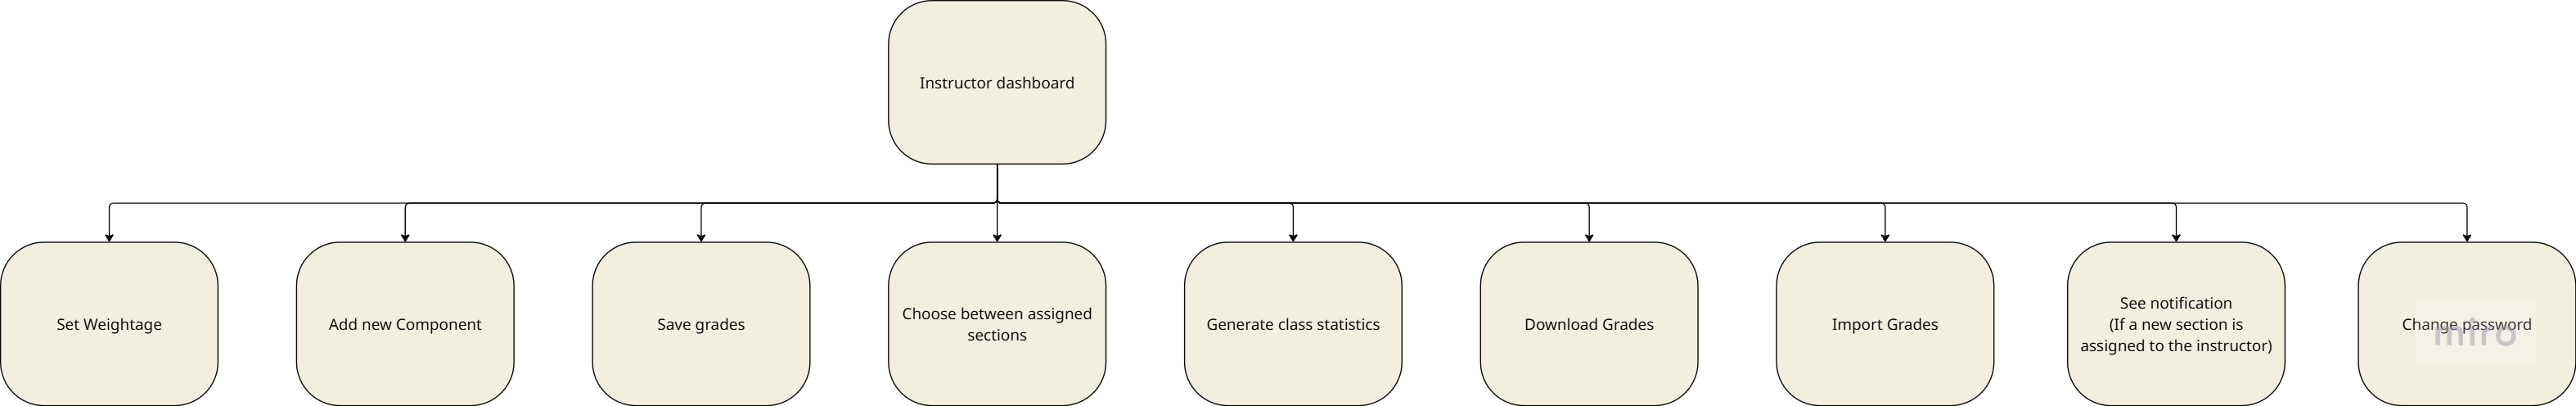 Instructor dashboard
Set Weightage
Add new Component
Save grades
Choose between assigned
sections
Generate class statistics
Download Grades
Import Grades
See notification
(If a new section is
assigned to the instructor)
Change password
miro